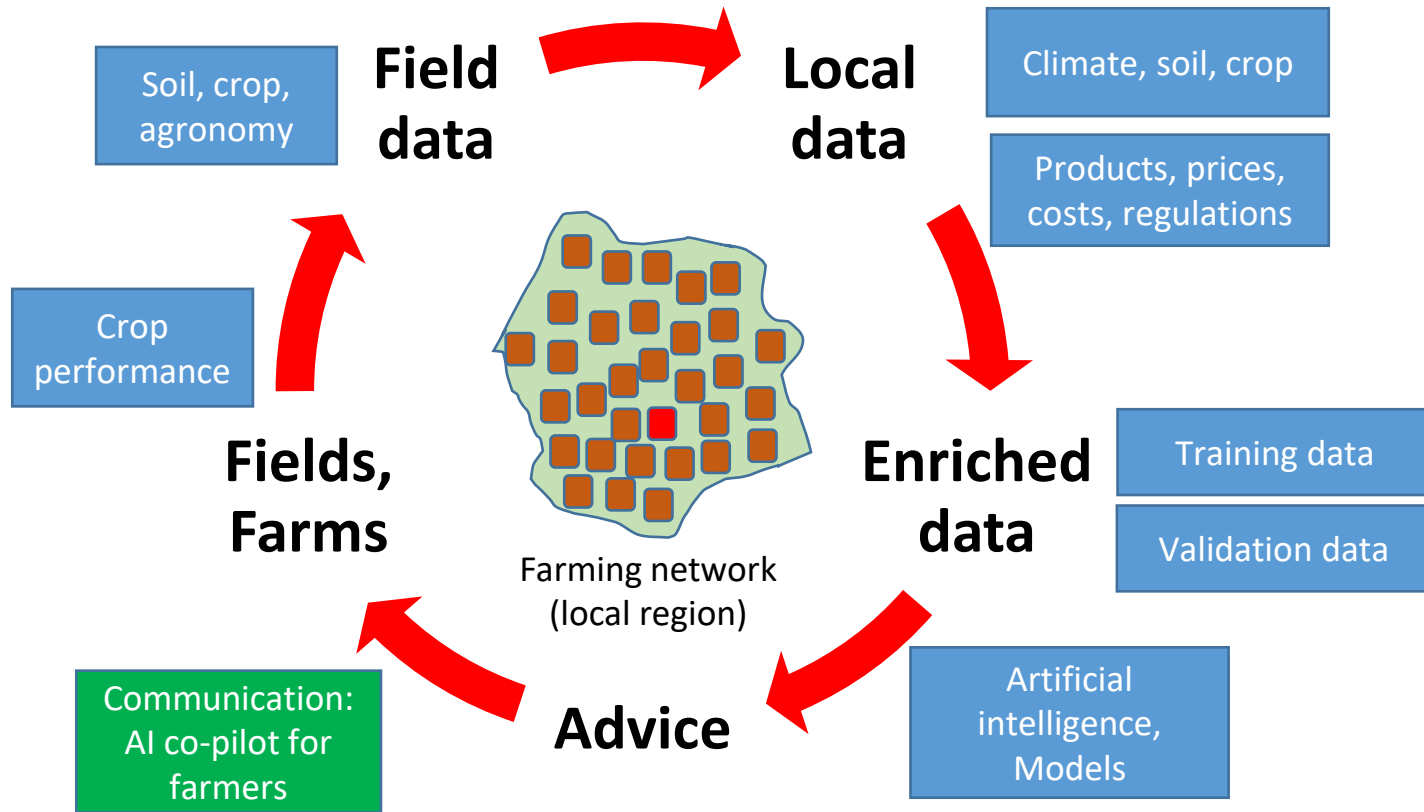 Soil, crop,
agronomy
Field
data
Local
data
Climate, soil, crop
Products, prices,
costs, regulations
Crop
performance
Fields,
Farms
Enriched
data
Training data
Validation data
Farming network
(local region)
Communication:
AI co-pilot for
farmers
Advice
Artificial
intelligence,
Models